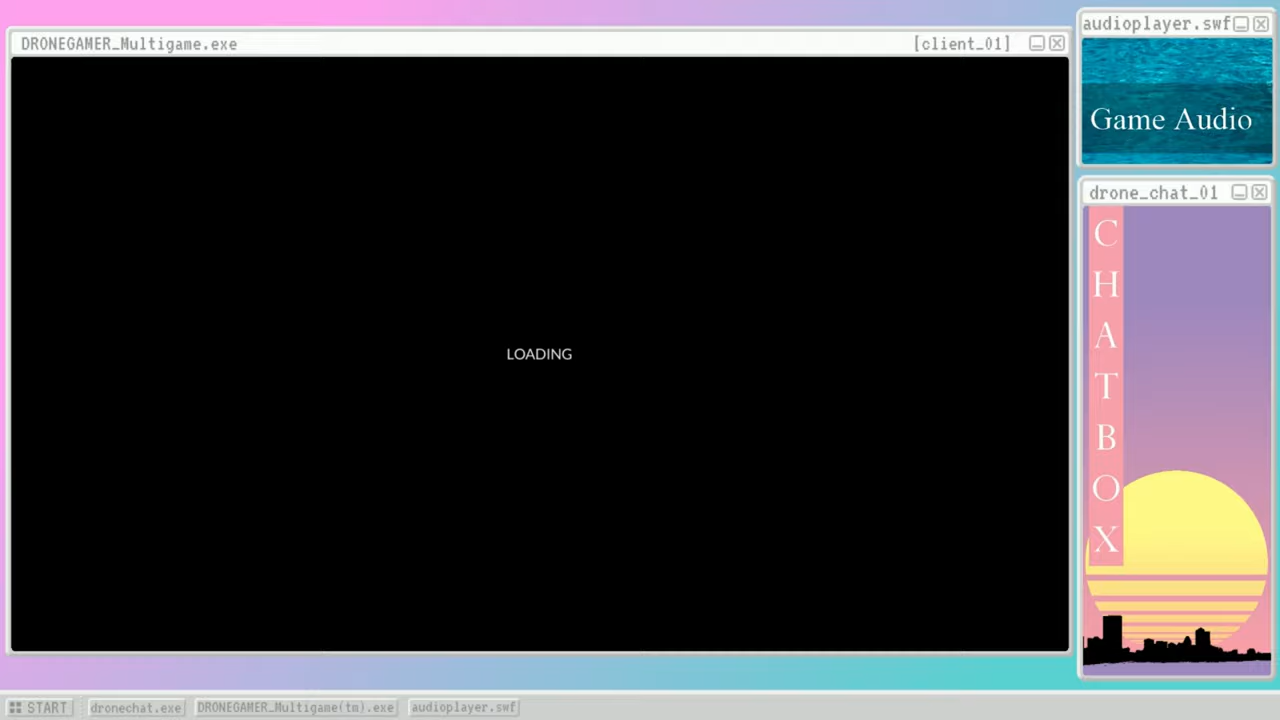 DRONEGAMER_Multigame.exe
[client_01]
LOADING
audioplayer.swf
Game Audio
drone_chat_01
C
H
A
T
B
O
X
START
dronechat.exe
DRONEGAMER_Multigame(tm).exe
audioplayer.swf